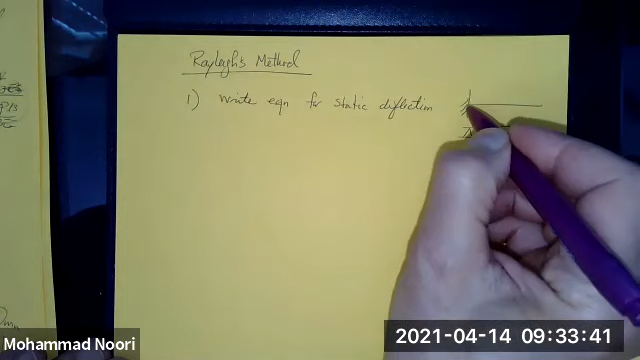 Rayleigh's Method
1) Write eqn for static deflection
Mohammad Noori
2021-04-14 09:33:41